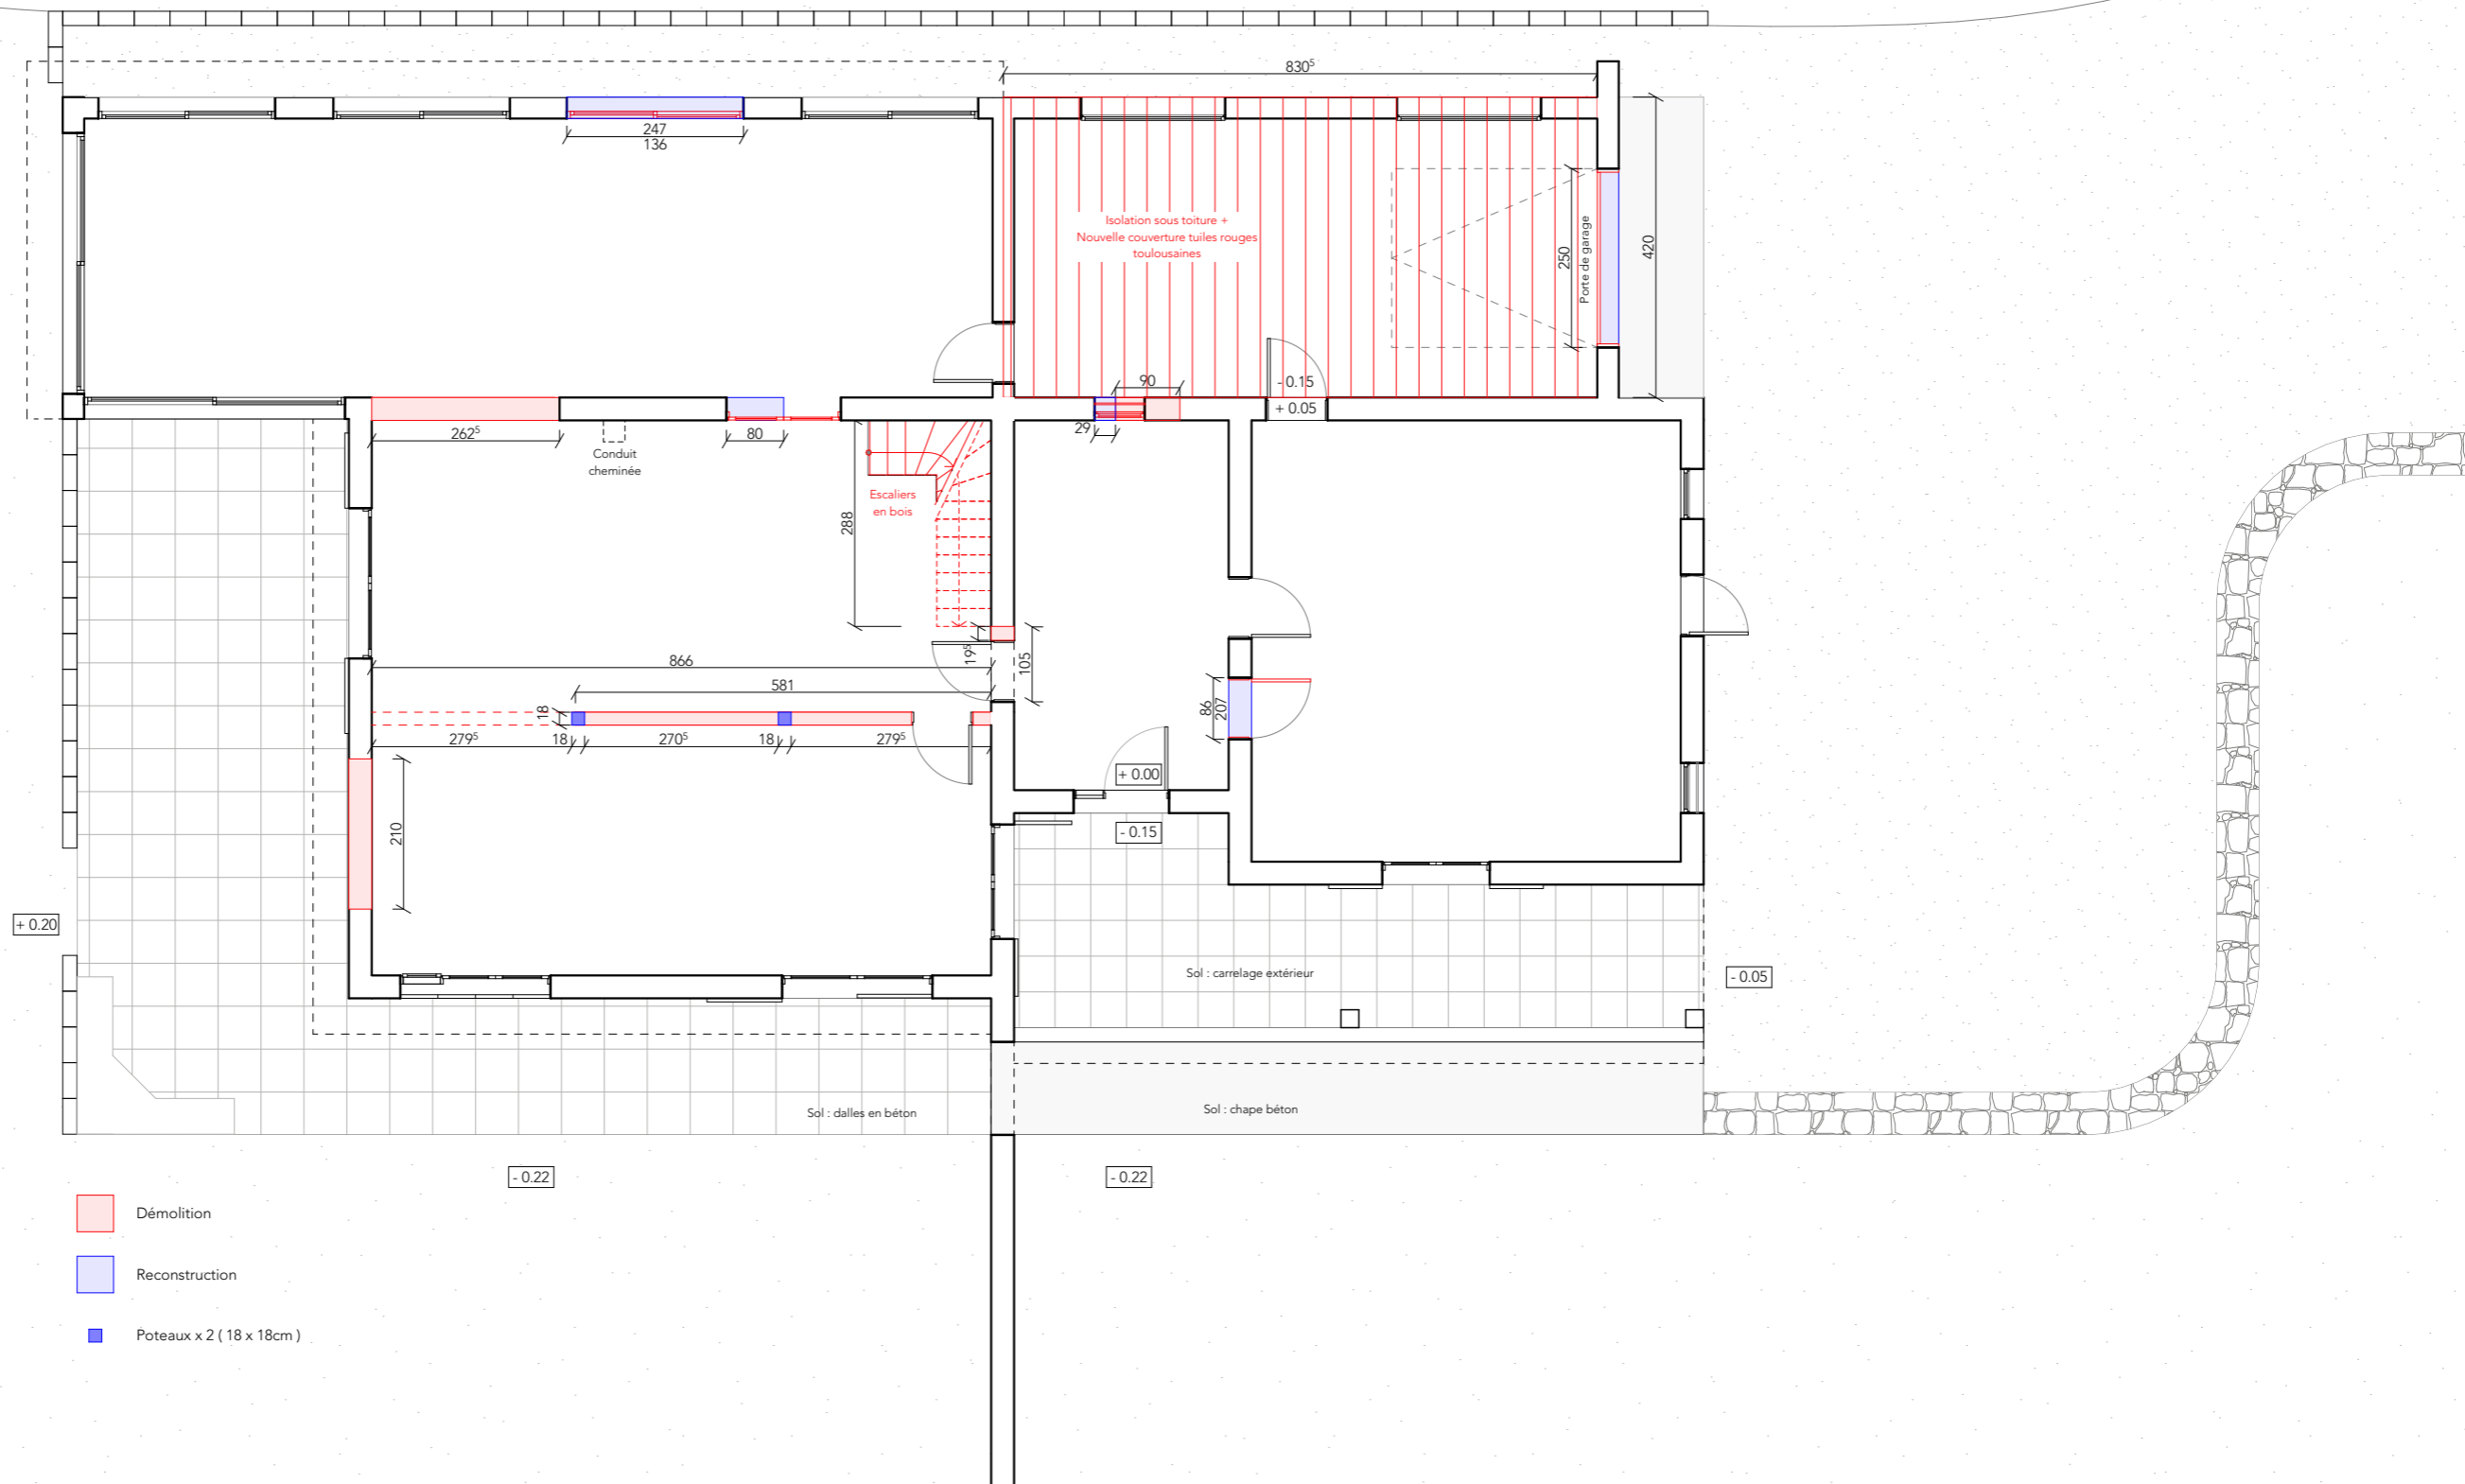 830⁵
247
136
Isolation sous toiture +
Nouvelle couverture tuiles rouges
toulousaines
250
Porte de garage
420
90
- 0.15
+ 0.05
29
262⁵
Conduit
cheminée
80
288
Escaliers
en bois
19⁵
105
866
581
18
279⁵
18
270⁵
18
279⁵
86
207
+ 0.00
- 0.15
210
+ 0.20
Sol : carrelage extérieur
- 0.05
Sol : dalles en béton
Sol : chape béton
- 0.22
- 0.22
Démolition
Reconstruction
Poteaux x 2 ( 18 x 18cm )